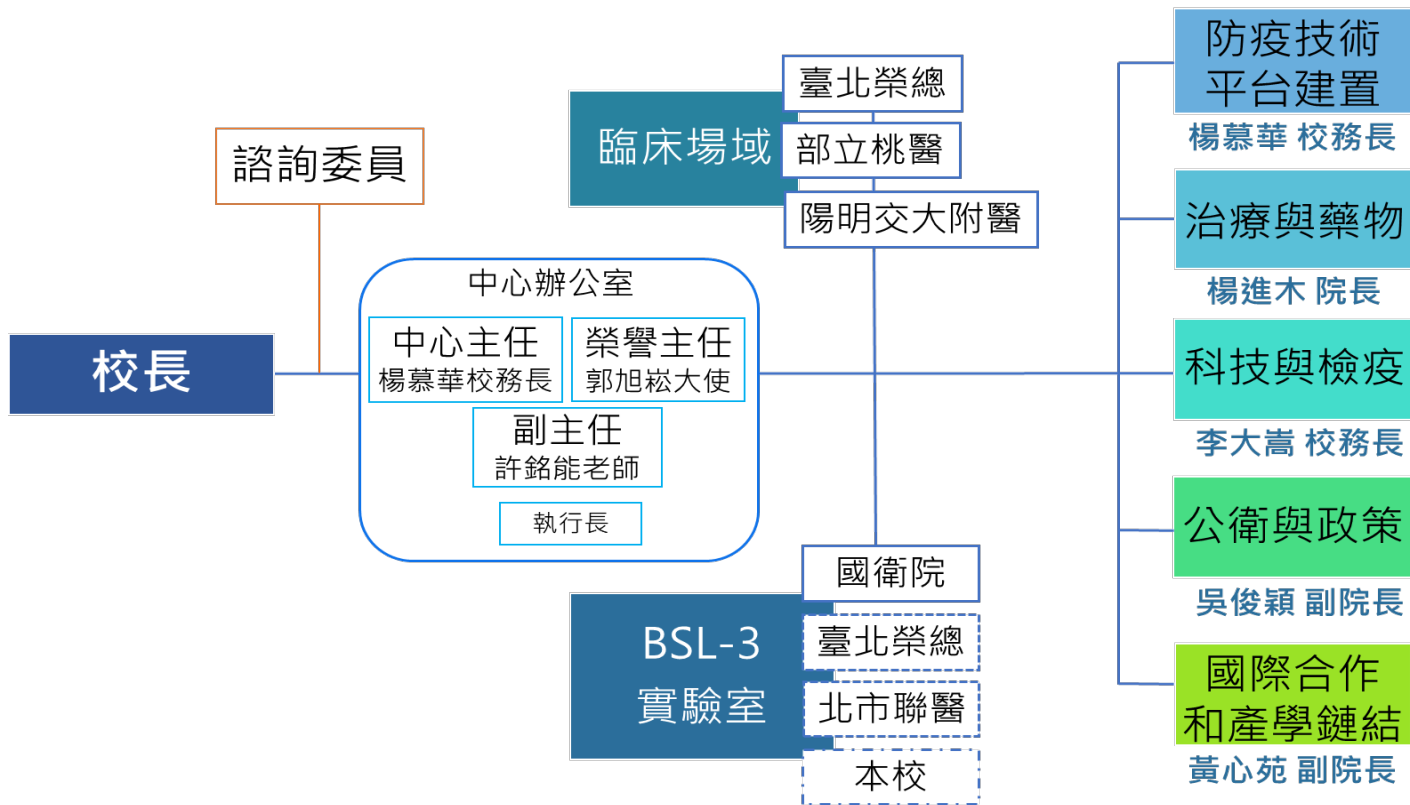 校長
諮詢委員
中心辦公室
中心主任
楊慕華校務長
榮譽主任
郭旭崧大使
副主任
許銘能老師
執行長
臨床場域
臺北榮總
部立桃醫
陽明交大附醫
BSL-3
實驗室
國衛院
臺北榮總
北市聯醫
本校
防疫技術
平台建置
楊慕華 校務長
治療與藥物
楊進木 院長
科技與檢疫
李大嵩 校務長
公衛與政策
吳俊穎 副院長
國際合作
和產學鏈結
黃心苑 副院長